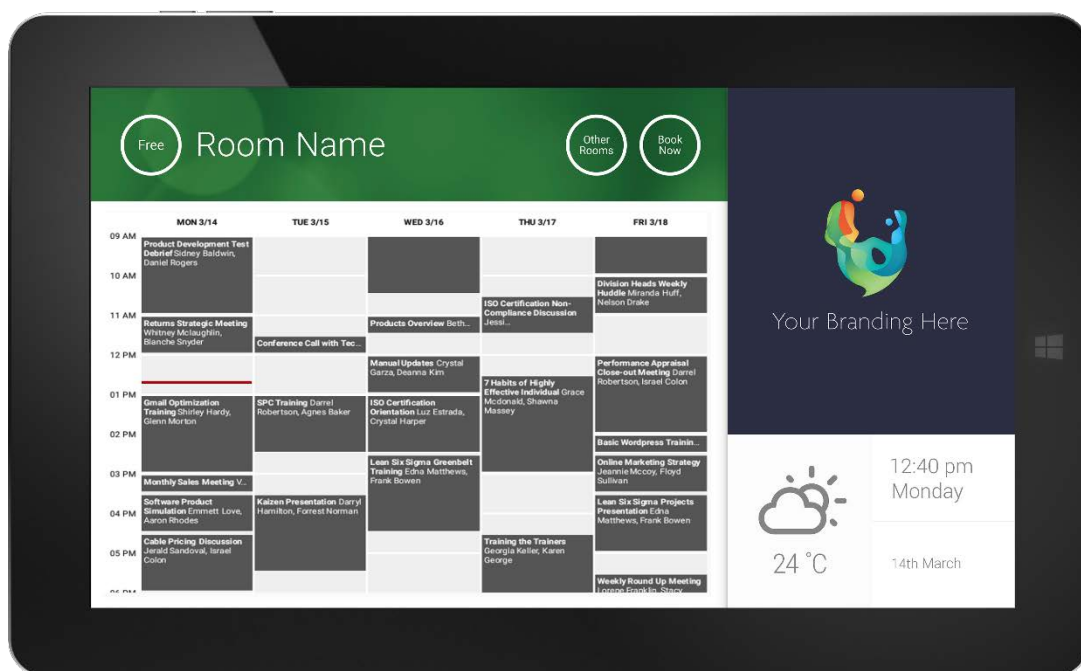 Free
Room Name
Other
Rooms
Book
Now
MON 3/14
TUE 3/15
WED 3/16
THU 3/17
FRI 3/18
09 AM
10 AM
11 AM
12 PM
01 PM
02 PM
03 PM
04 PM
05 PM
Product Development Test
Debrief Sidney Baldwin,
Daniel Rogers
Returns Strategic Meeting
Whitney Mclaughlin,
Blanche Snyder
Gmail Optimization
Training Shirley Hardy,
Glenn Morton
Monthly Sales Meeting V...
Software Product
Simulation Emmett Love,
Aaron Rhodes
Cable Pricing Discussion
Jerald Sandoval, Israel
Colon
Conference Call with Tec...
SPC Training Darrel
Robertson, Agnes Baker
Kaizen Presentation Darryl
Hamilton, Forrest Norman
Products Overview Beth...
Manual Updates Crystal
Garza, Deanna Kim
ISO Certification
Orientation Luz Estrada,
Crystal Harper
Lean Six Sigma Greenbelt
Training Edna Matthews,
Frank Bowen
ISO Certification Non-
Compliance Discussion
Jessi...
7 Habits of Highly
Effective Individual Grace
Mcdonald, Shawna
Massey
Training the Trainers
Georgia Keller, Karen
George
Division Heads Weekly
Huddle Miranda Huff,
Nelson Drake
Performance Appraisal
Close-out Meeting Darrel
Robertson, Israel Colon
Basic Wordpress Trainin...
Online Marketing Strategy
Jeannie Mccoy, Floyd
Sullivan
Lean Six Sigma Projects
Presentation Edna
Matthews, Frank Bowen
Weekly Round Up Meeting
Lorene Franklin, Stacy
Your Branding Here
24 °C
12:40 pm
Monday
14th March